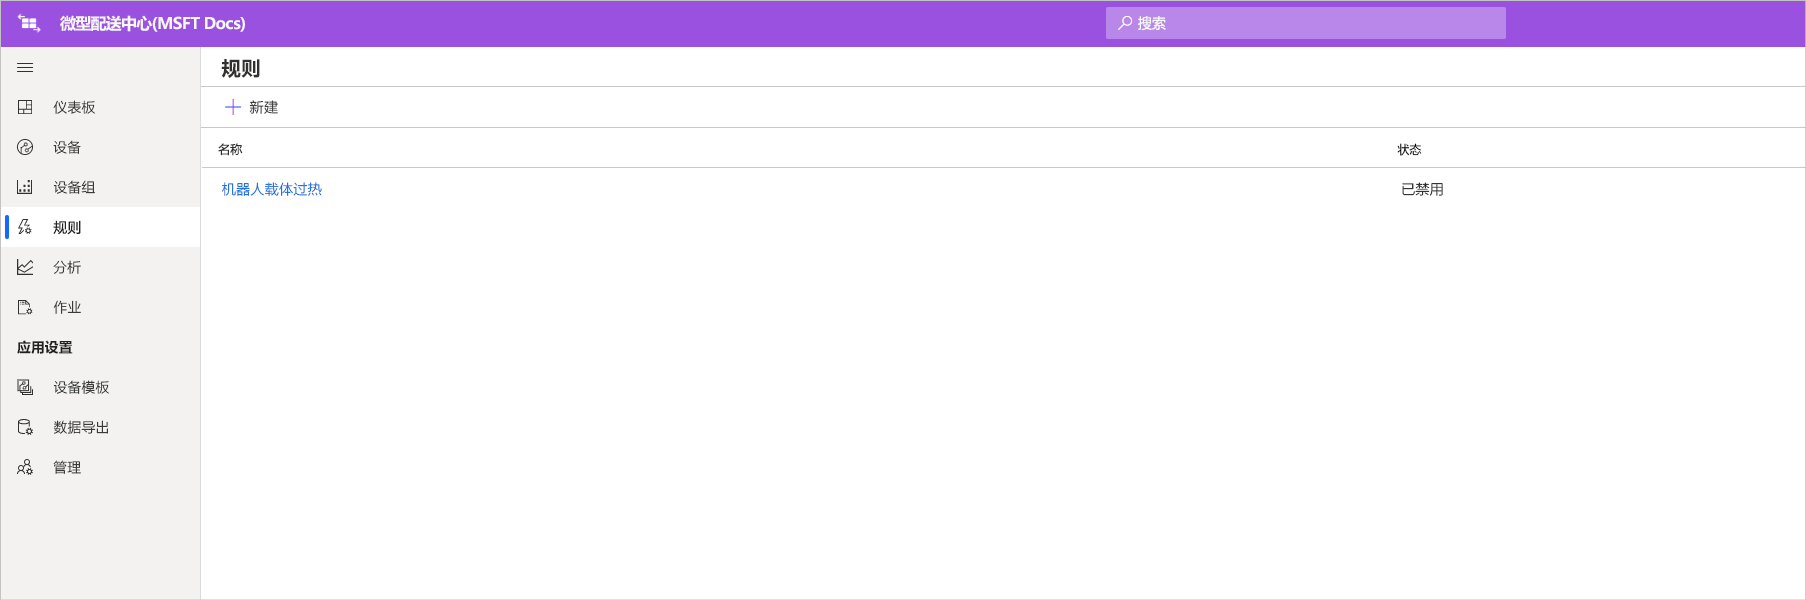 微型配送中心(MSFT Docs)
搜索
仪表板
设备
设备组
规则
分析
作业
应用设置
设备模板
数据导出
管理
规则
新建
名称 状态
机器人载体过热 已禁用